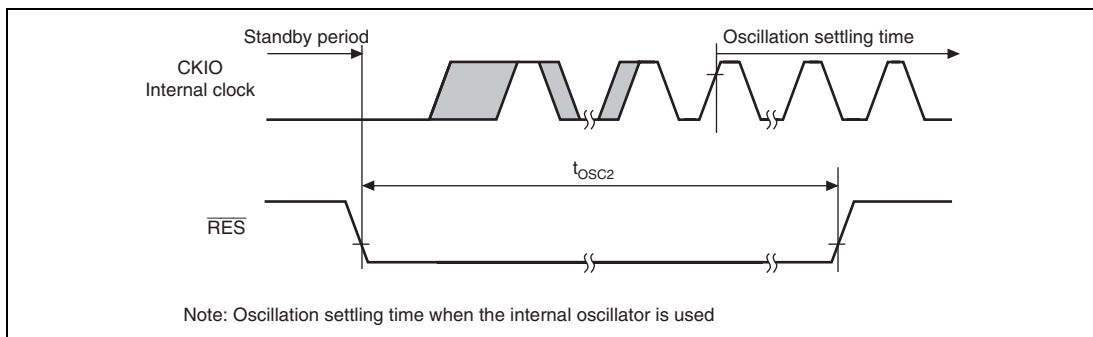 Standby period
Oscillation settling time
CKIO
Internal clock
tOSC2
RES
Note: Oscillation settling time when the internal oscillator is used